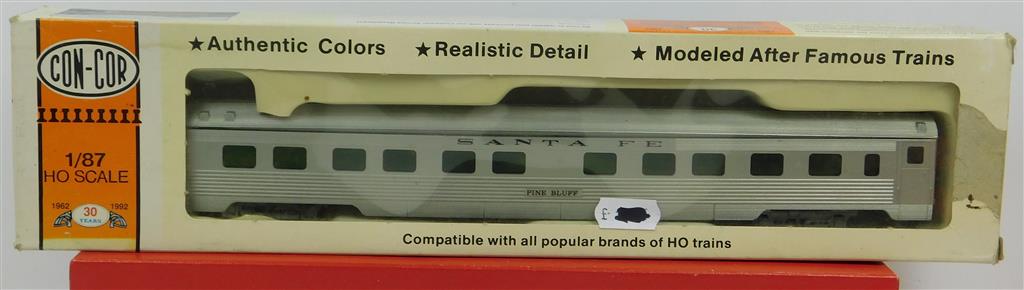 CON-COR
★Authentic Colors ★Realistic Detail ★ Modeled After Famous Trains
1/87
HO SCALE
1962 30 1992
YEARS
SANTA FE
PINE BLUFF
Compatible with all popular brands of HO trains